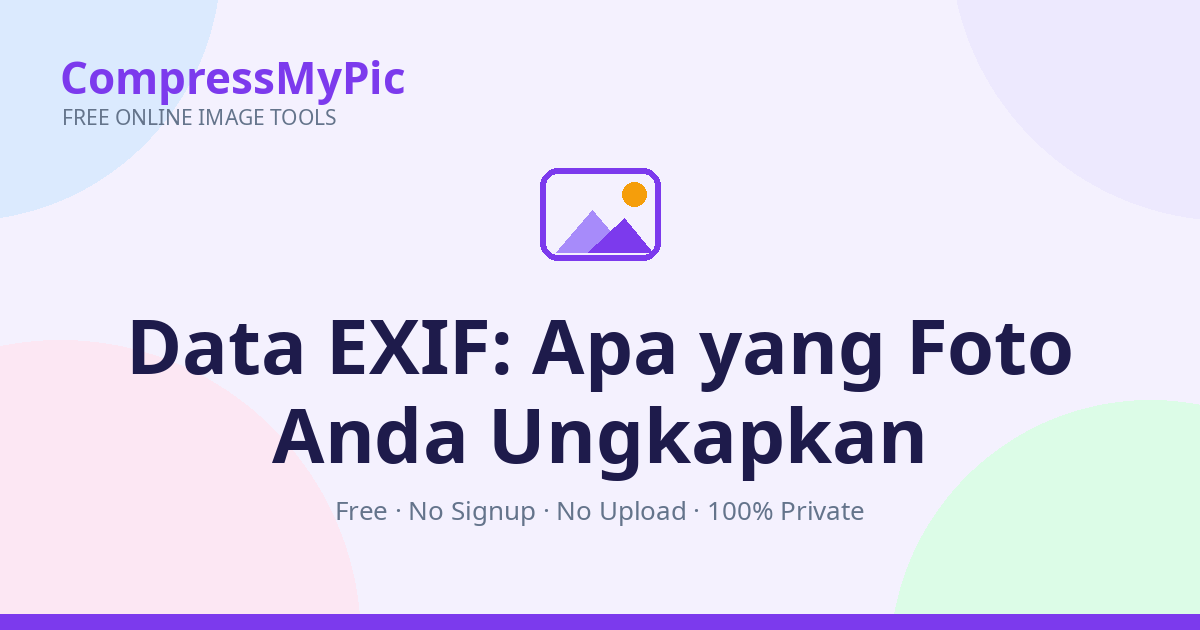 CompressMyPic
FREE ONLINE IMAGE TOOLS
Data EXIF: Apa yang Foto
Anda Ungkapkan
Free · No Signup · No Upload · 100% Private